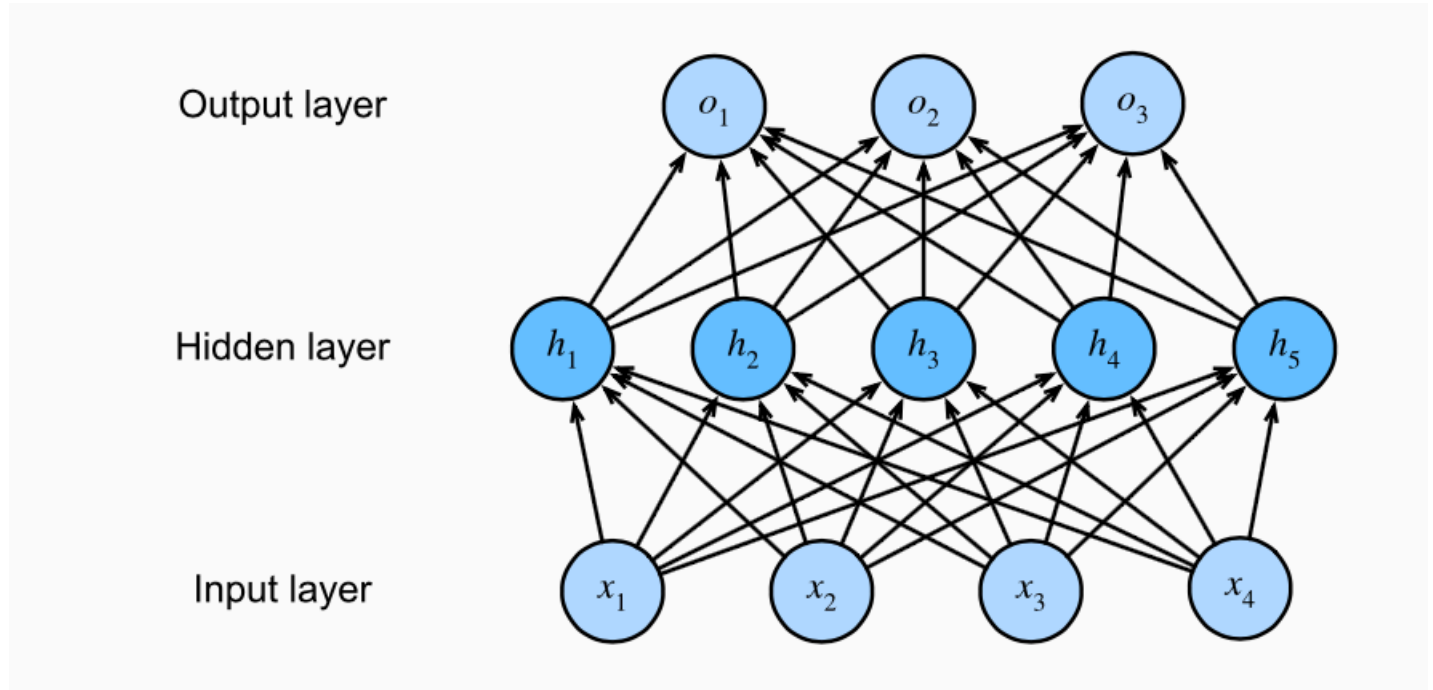 Output layer o₁ o₂ o₃
Hidden layer h₁ h₂ h₃ h₄ h₅
Input layer x₁ x₂ x₃ x₄